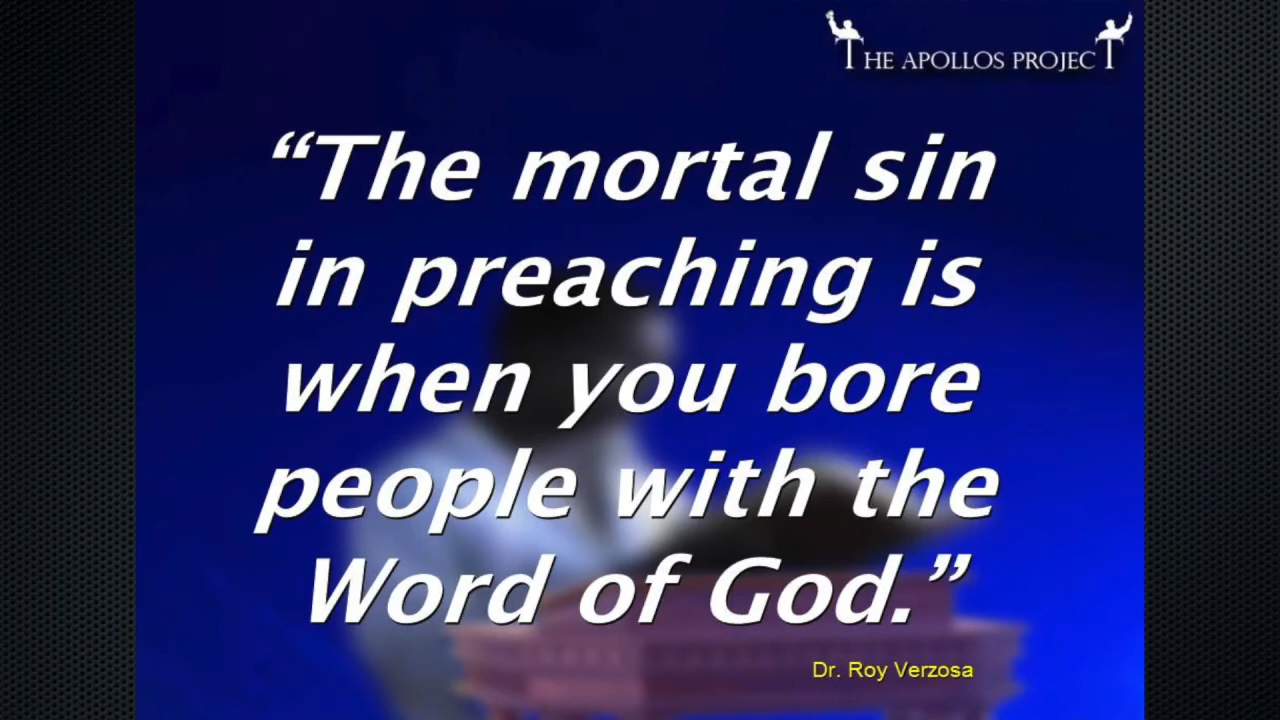 THE APOLLOS PROJECT
“The mortal sin
in preaching is
when you bore
people with the
Word of God.”
Dr. Roy Verzosa